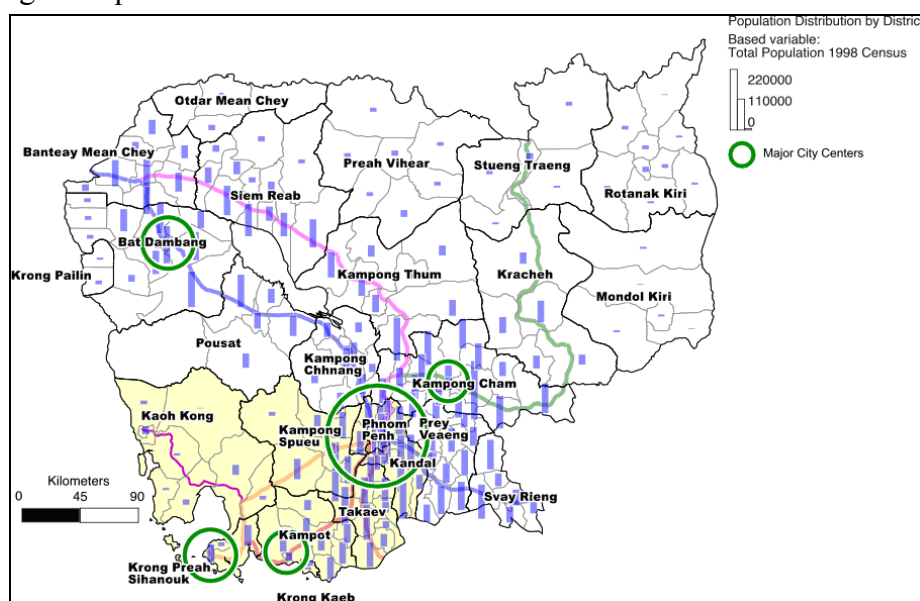 Population Distribution by Distric
Based variable:
Total Population 1998 Census
220000
110000
0
Major City Centers
Otdar Mean Chey
Banteay Mean Chey
Preah Vihear
Stueng Traeng
Siem Reab
Rotanak Kiri
Bat Dambang
Krong Pailin
Kampong Thum
Kracheh
Mondol Kiri
Pousat
Kampong
Chhnang
Kampong Cham
Kaoh Kong
Kampong
Spueu
Phnom
Penh
Prey
Veaeng
Kandal
Kilometers
0 45 90
Svay Rieng
Takaev
Kampot
Krong Preah
Sihanouk
Krong Kaeb